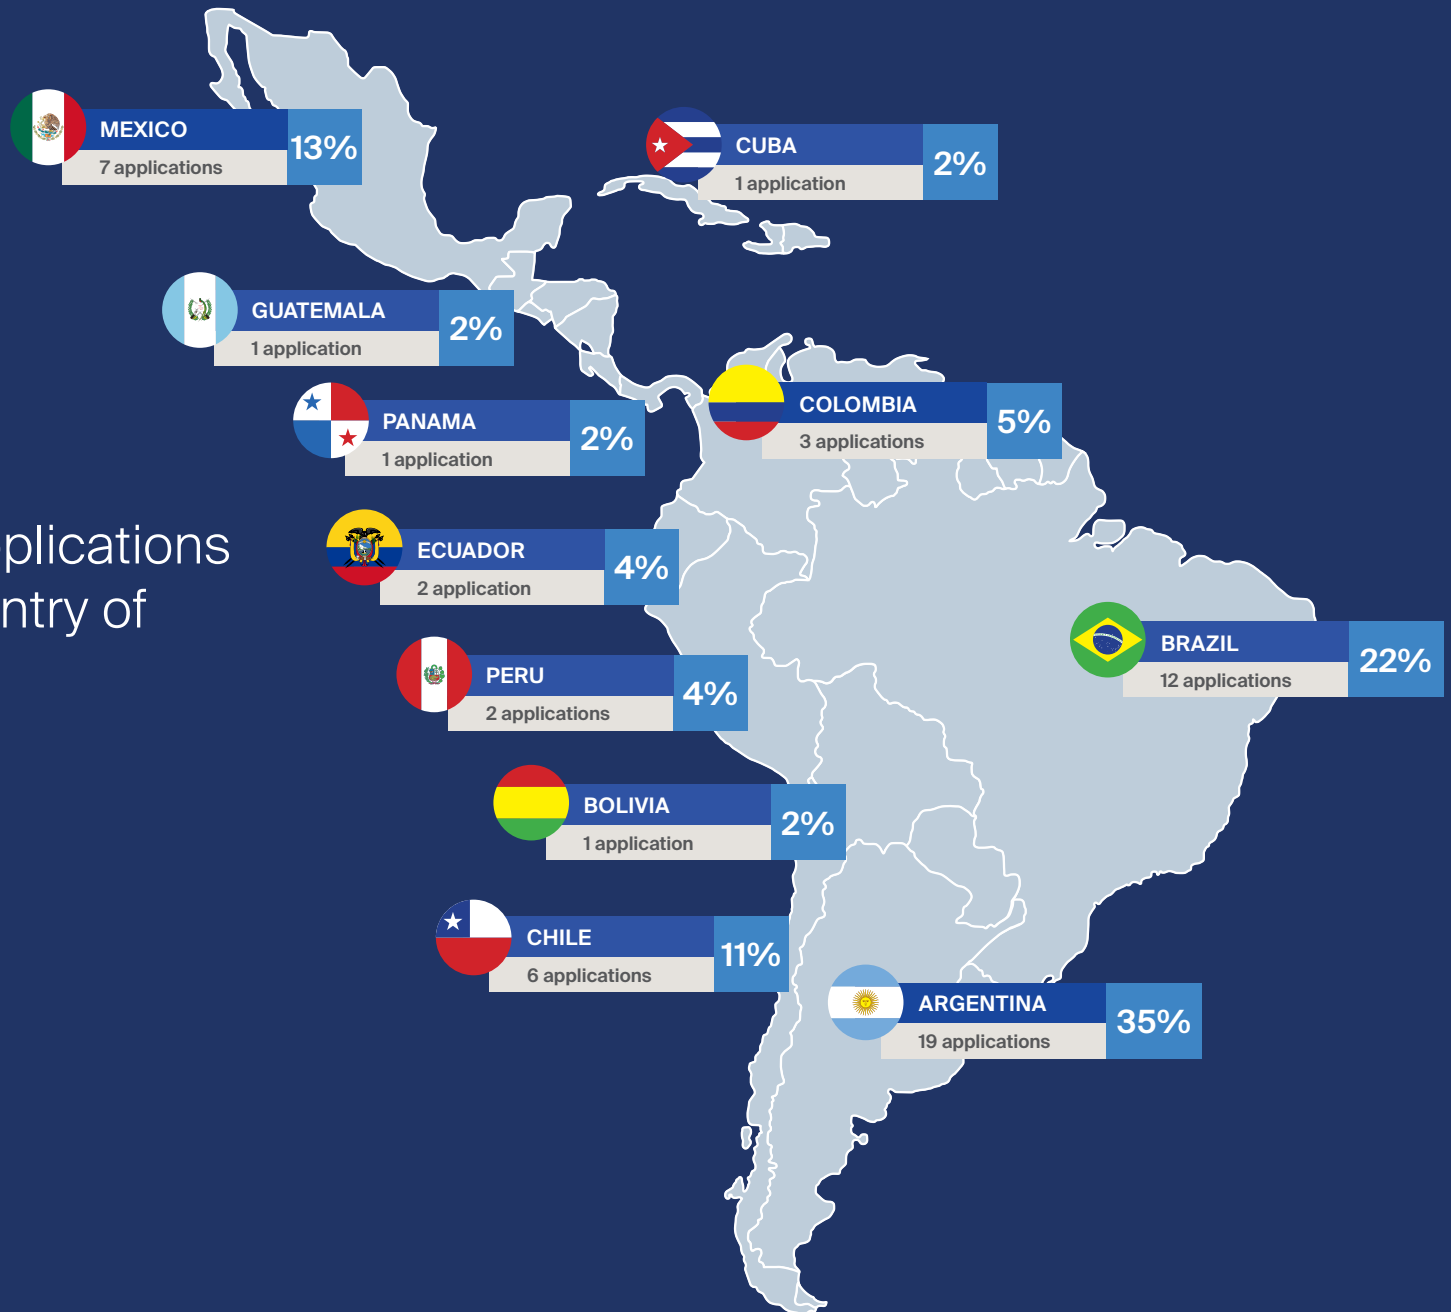 MEXICO
7 applications
13%
CUBA
1 application
2%
GUATEMALA
1 application
2%
PANAMA
1 application
2%
COLOMBIA
3 applications
5%
plications
ntry of
ECUADOR
2 application
4%
BRAZIL
12 applications
22%
PERU
2 applications
4%
BOLIVIA
1 application
2%
CHILE
6 applications
11%
ARGENTINA
19 applications
35%